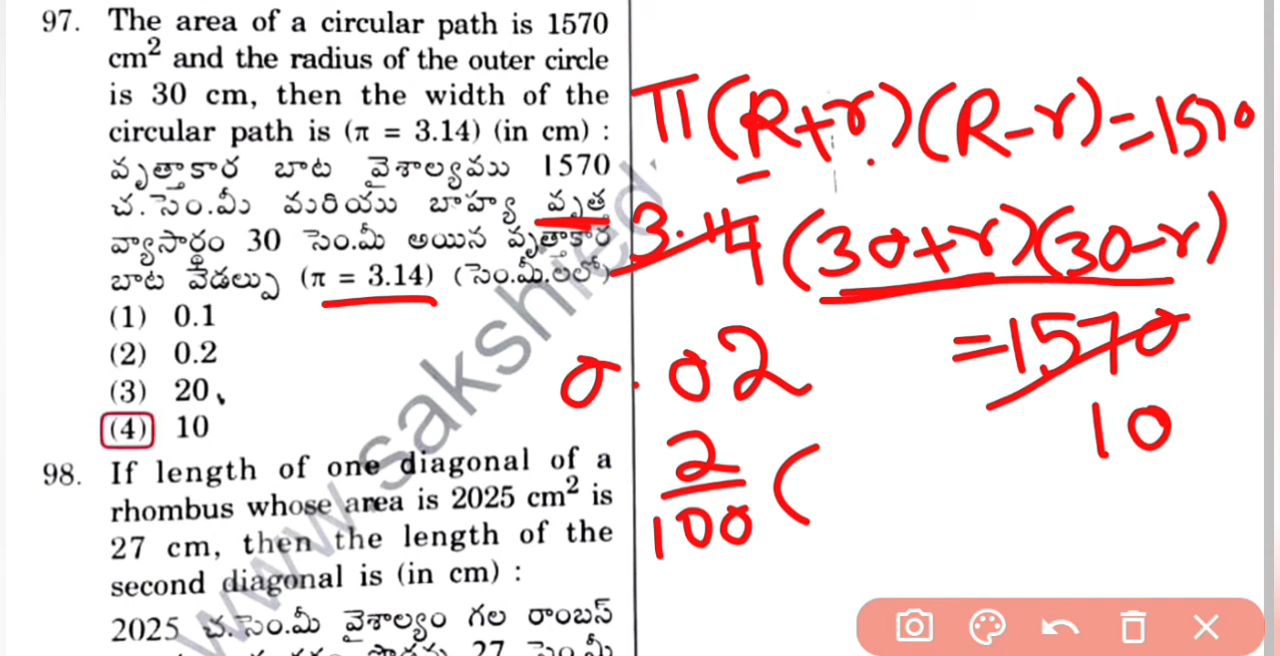 97. The area of a circular path is 1570
cm² and the radius of the outer circle
is 30 cm, then the width of the
circular path is (π = 3.14) (in cm) :
వృత్తాకార బాట వైశాల్యము 1570
చ.సెం.మీ మరియు బాహ్య వృత్త
వ్యాసార్థం 30 సెం.మీ అయిన వృత్తాకార
బాట వెడల్పు (π = 3.14) (సెం.మీ.లలో)
(1) 0.1
(2) 0.2
(3) 20
(4) 10
98. If length of one diagonal of a
rhombus whose area is 2025 cm² is
27 cm, then the length of the
second diagonal is (in cm) :
2025 చ.సెం.మీ వైశాల్యం గల రాంబస్
27 సెం.మీ
www.sakshied
π(R+r)(R-r)=1570
(30+r)(30-r)
=1570
10
0.02
2
100 (